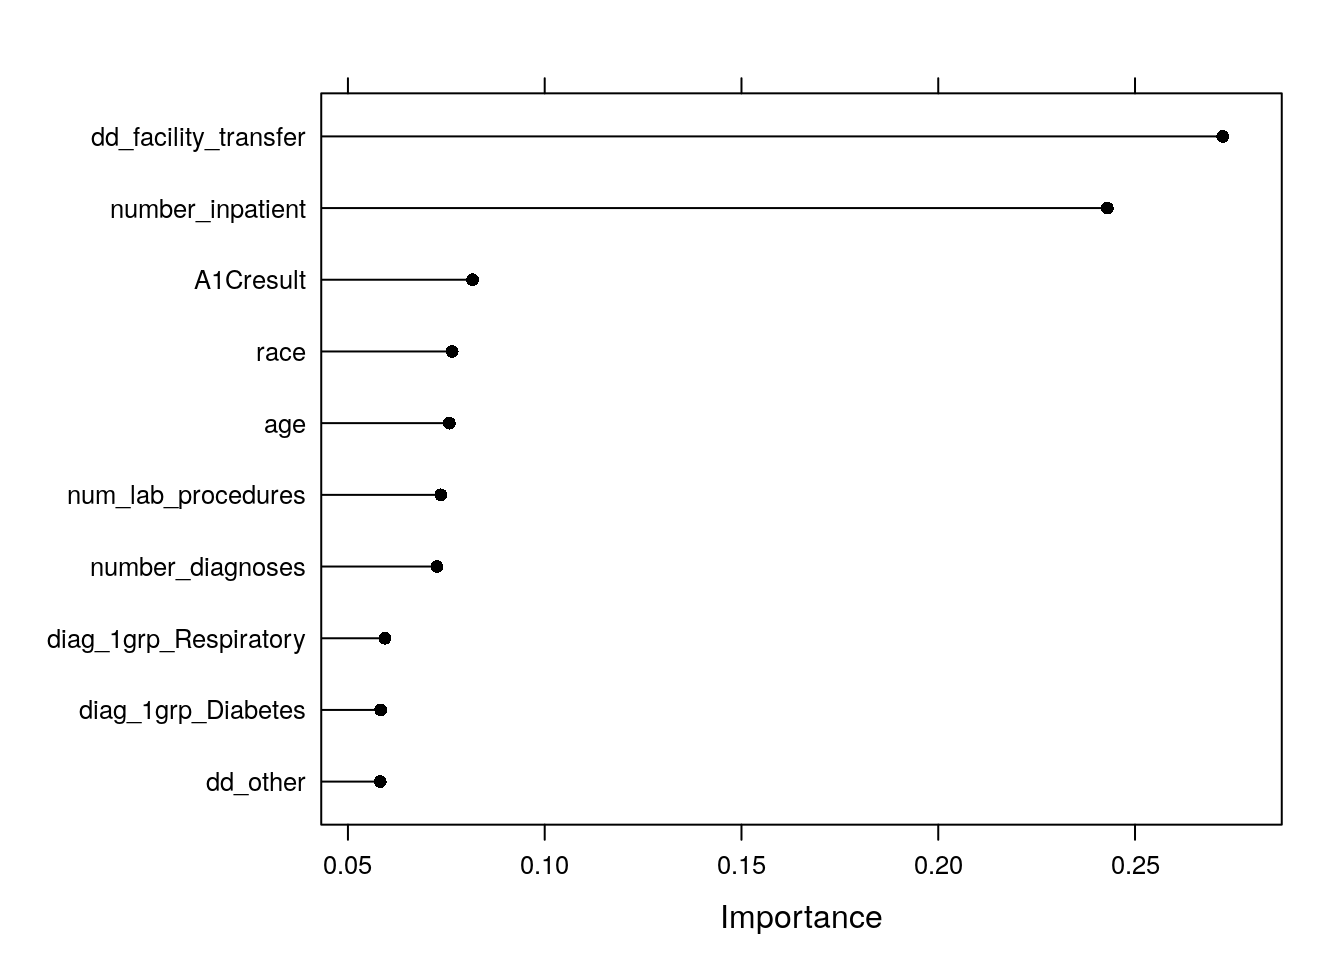 dd_facility_transfer
number_inpatient
A1Cresult
race
age
num_lab_procedures
number_diagnoses
diag_1grp_Respiratory
diag_1grp_Diabetes
dd_other
0.05 0.10 0.15 0.20 0.25
Importance